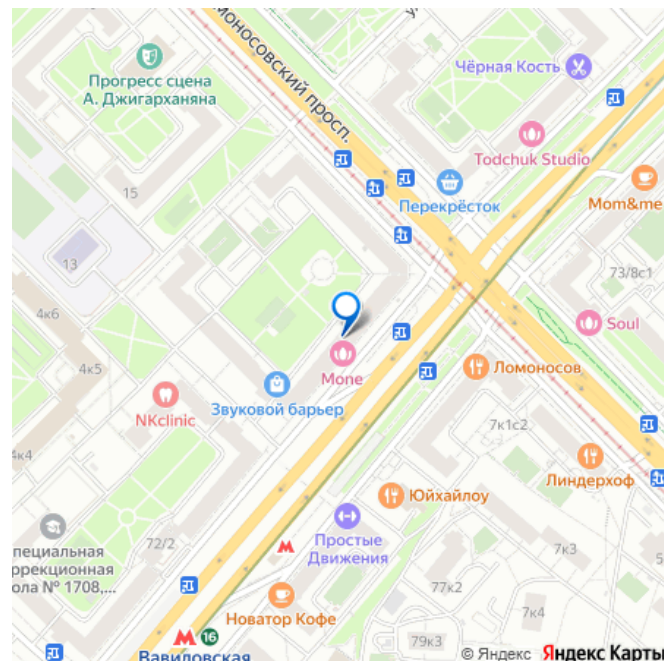 моносовский просп.
Прогресс сцена
А. Джигарханяна
Чёрная Кость
Todchuk Studio
Перекрёсток
Mom&me
15
13
73/8с1
4к6
4к5
Soul
Mone
Ломоносов
NKclinic
Звуковой барьер
7к1с2
4к4
Юйхайлоу
Линдерхоф
Простые
Движения
72/2
7к3
5
пециальная
ррекционная
ола № 1708,...
77к2
Новатор Кофе
7к4
16
79к3
Вавиловская
© Яндекс Яндекс Карты